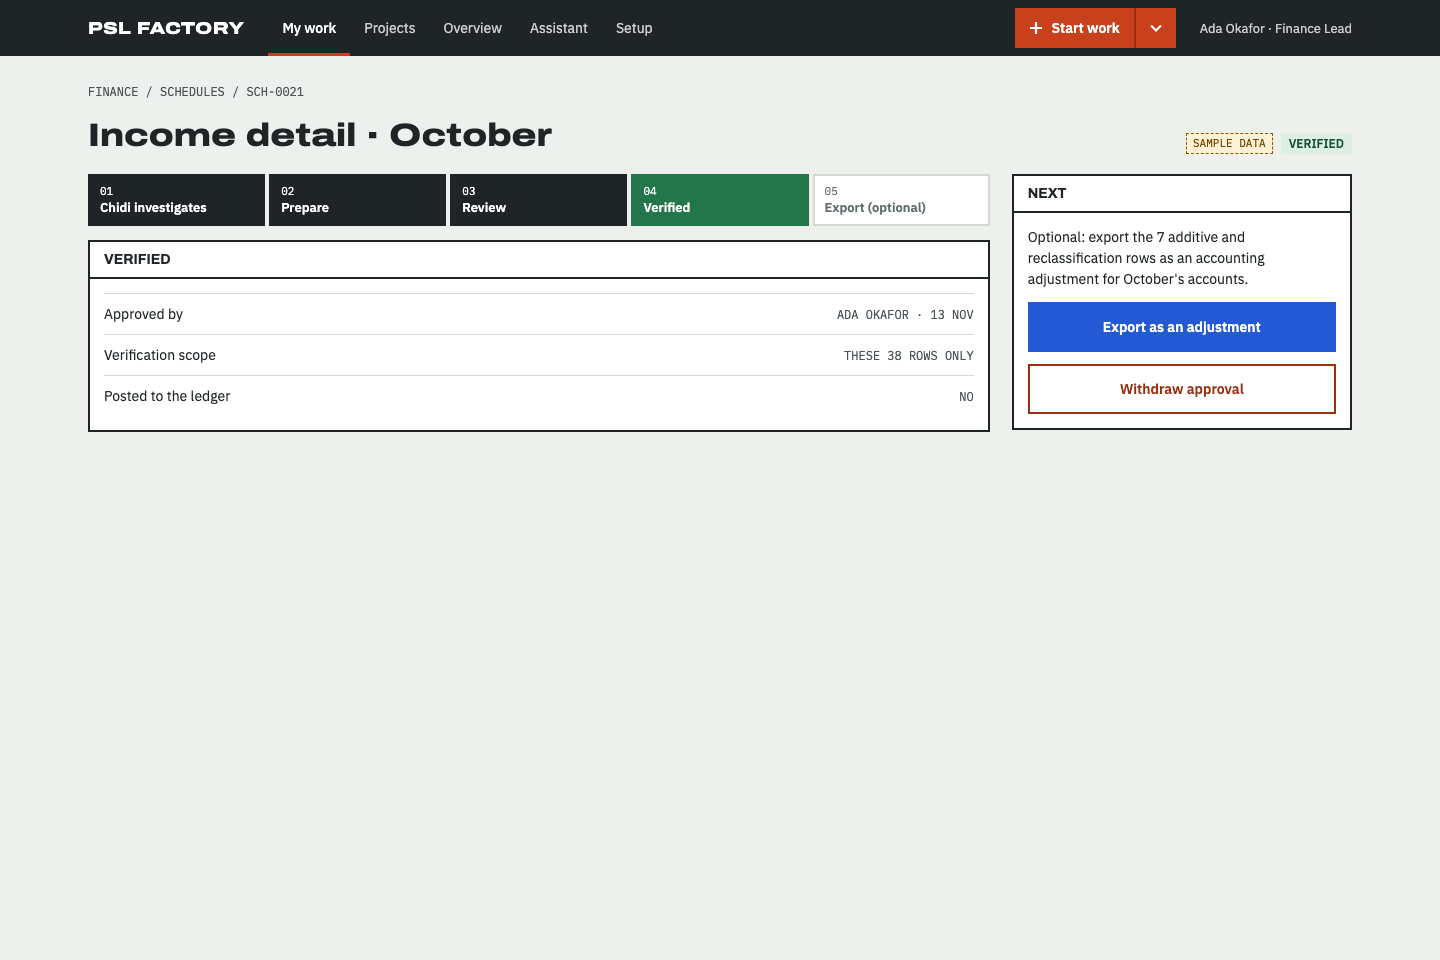 PSL FACTORY
My work
Projects
Overview
Assistant
Setup
Start work
Ada Okafor · Finance Lead
FINANCE / SCHEDULES / SCH-0021
Income detail · October
SAMPLE DATA
VERIFIED
01
Chidi investigates
02
Prepare
03
Review
04
Verified
05
Export (optional)
VERIFIED
Approved by
ADA OKAFOR · 13 NOV
Verification scope
THESE 38 ROWS ONLY
Posted to the ledger
NO
NEXT
Optional: export the 7 additive and
reclassification rows as an accounting
adjustment for October's accounts.
Export as an adjustment
Withdraw approval